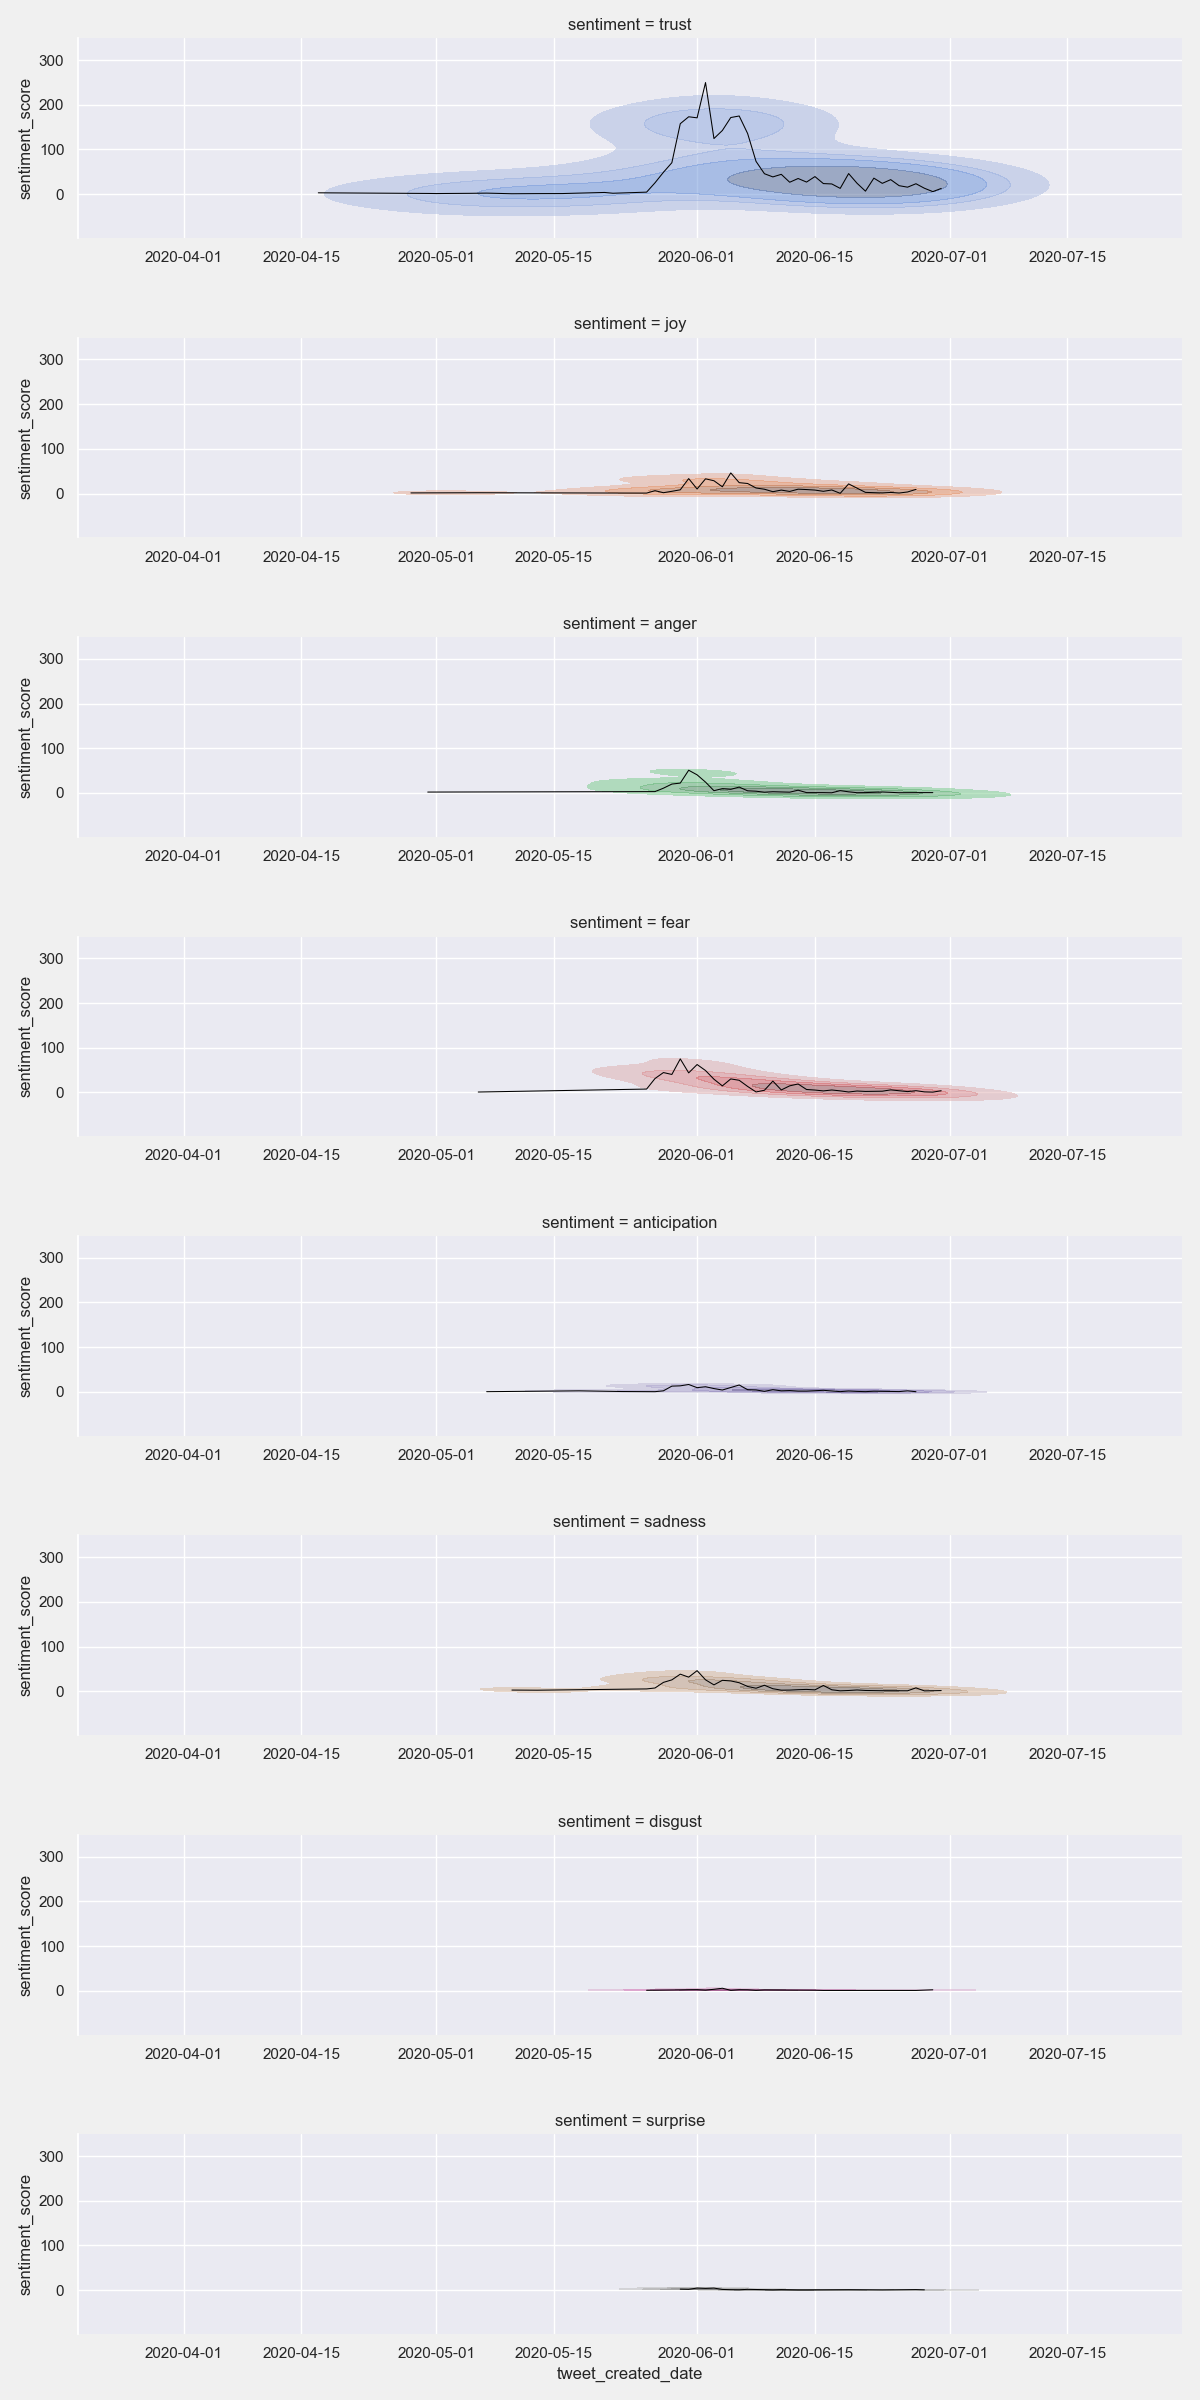 sentiment = trust
sentiment_score
300
200
100
0
2020-04-01 2020-04-15 2020-05-01 2020-05-15 2020-06-01 2020-06-15 2020-07-01 2020-07-15
sentiment = joy
sentiment_score
300
200
100
0
2020-04-01 2020-04-15 2020-05-01 2020-05-15 2020-06-01 2020-06-15 2020-07-01 2020-07-15
sentiment = anger
sentiment_score
300
200
100
0
2020-04-01 2020-04-15 2020-05-01 2020-05-15 2020-06-01 2020-06-15 2020-07-01 2020-07-15
sentiment = fear
sentiment_score
300
200
100
0
2020-04-01 2020-04-15 2020-05-01 2020-05-15 2020-06-01 2020-06-15 2020-07-01 2020-07-15
sentiment = anticipation
sentiment_score
300
200
100
0
2020-04-01 2020-04-15 2020-05-01 2020-05-15 2020-06-01 2020-06-15 2020-07-01 2020-07-15
sentiment = sadness
sentiment_score
300
200
100
0
2020-04-01 2020-04-15 2020-05-01 2020-05-15 2020-06-01 2020-06-15 2020-07-01 2020-07-15
sentiment = disgust
sentiment_score
300
200
100
0
2020-04-01 2020-04-15 2020-05-01 2020-05-15 2020-06-01 2020-06-15 2020-07-01 2020-07-15
sentiment = surprise
sentiment_score
300
200
100
0
2020-04-01 2020-04-15 2020-05-01 2020-05-15 2020-06-01 2020-06-15 2020-07-01 2020-07-15
tweet_created_date